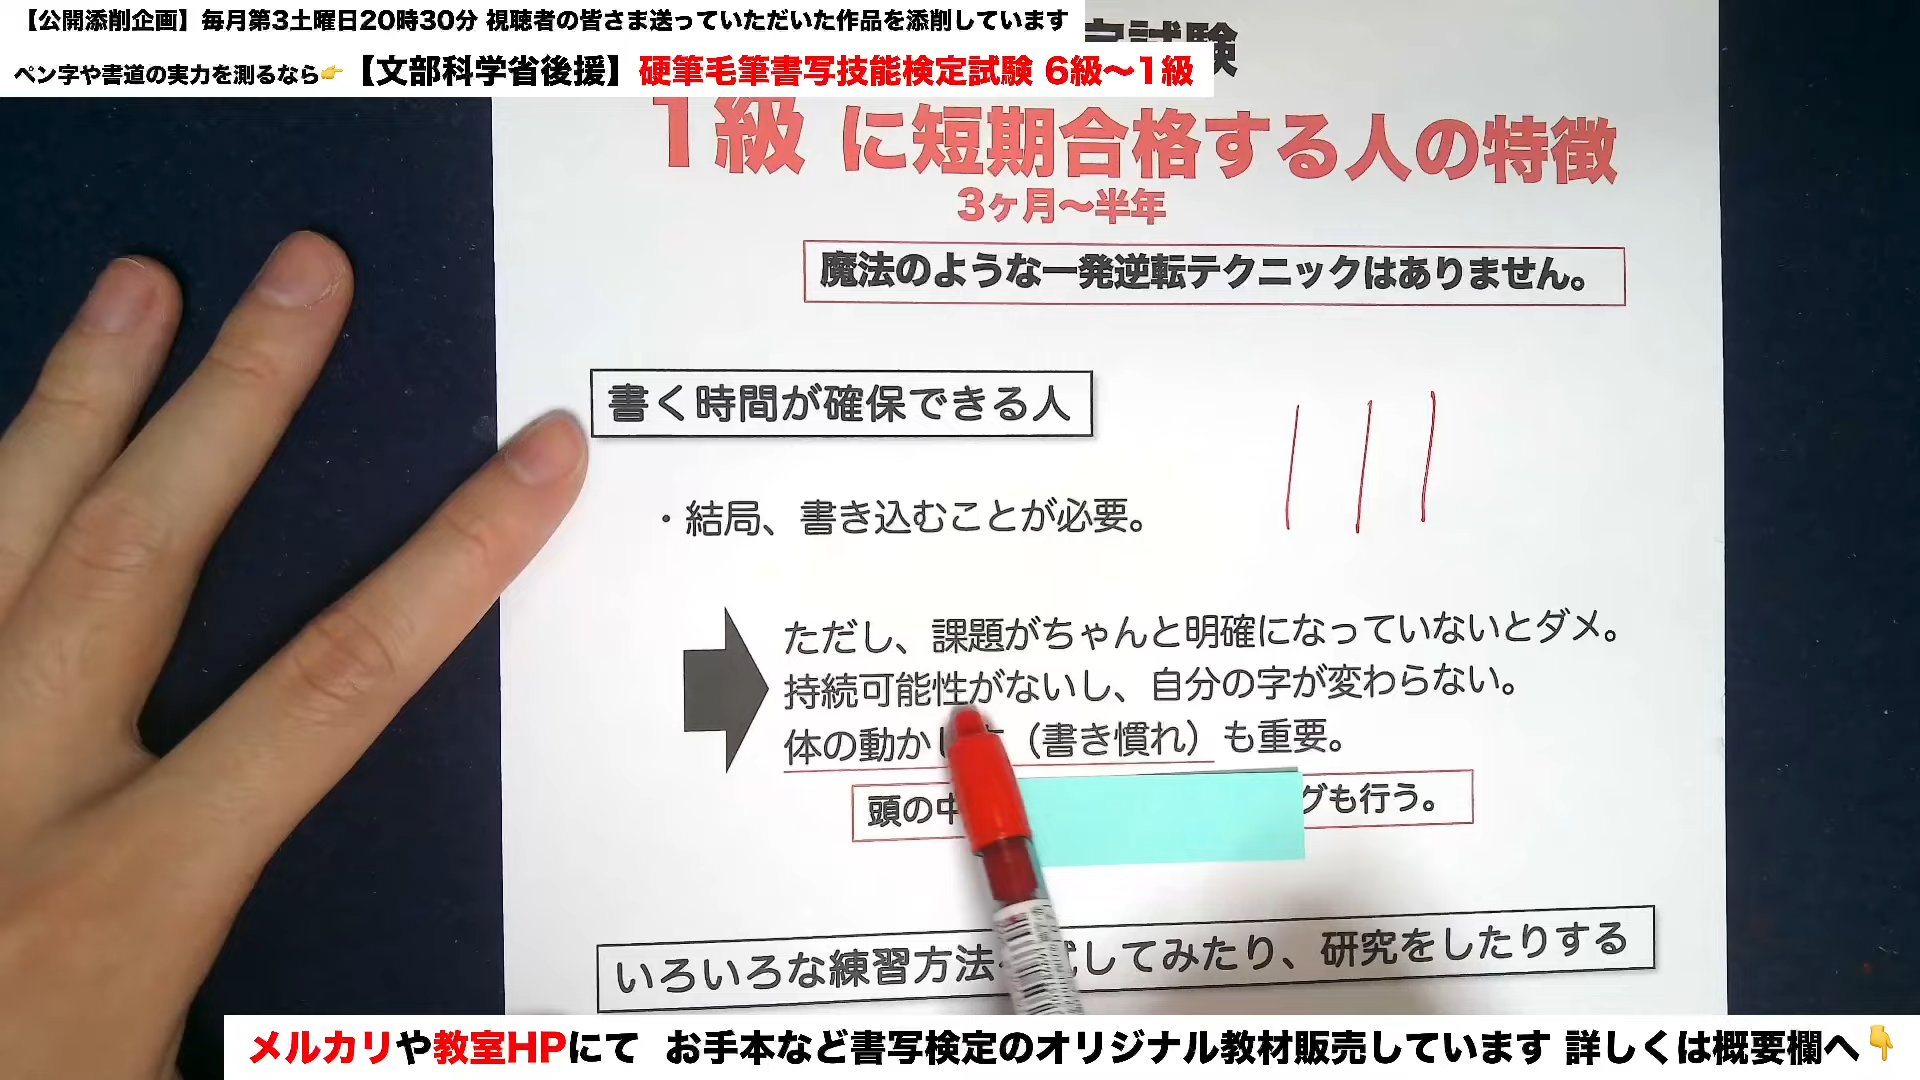 【公開添削企画】毎月第3土曜日20時30分 視聴者の皆さま送っていただいた作品を添削しています
ペン字や書道の実力を測るなら👉【文部科学省後援】硬筆毛筆書写技能検定試験 6級〜1級
定試験
1級 に短期合格する人の特徴
3ヶ月〜半年
魔法のような一発逆転テクニックはありません。
書く時間が確保できる人
・結局、書き込むことが必要。
ただし、課題がちゃんと明確になっていないとダメ。
持続可能性がないし、自分の字が変わらない。
体の動かし方（書き慣れ）も重要。
頭の中 グも行う。
いろいろな練習方法 試してみたり、研究をしたりする
メルカリや教室HPにて お手本など書写検定のオリジナル教材販売しています 詳しくは概要欄へ👇